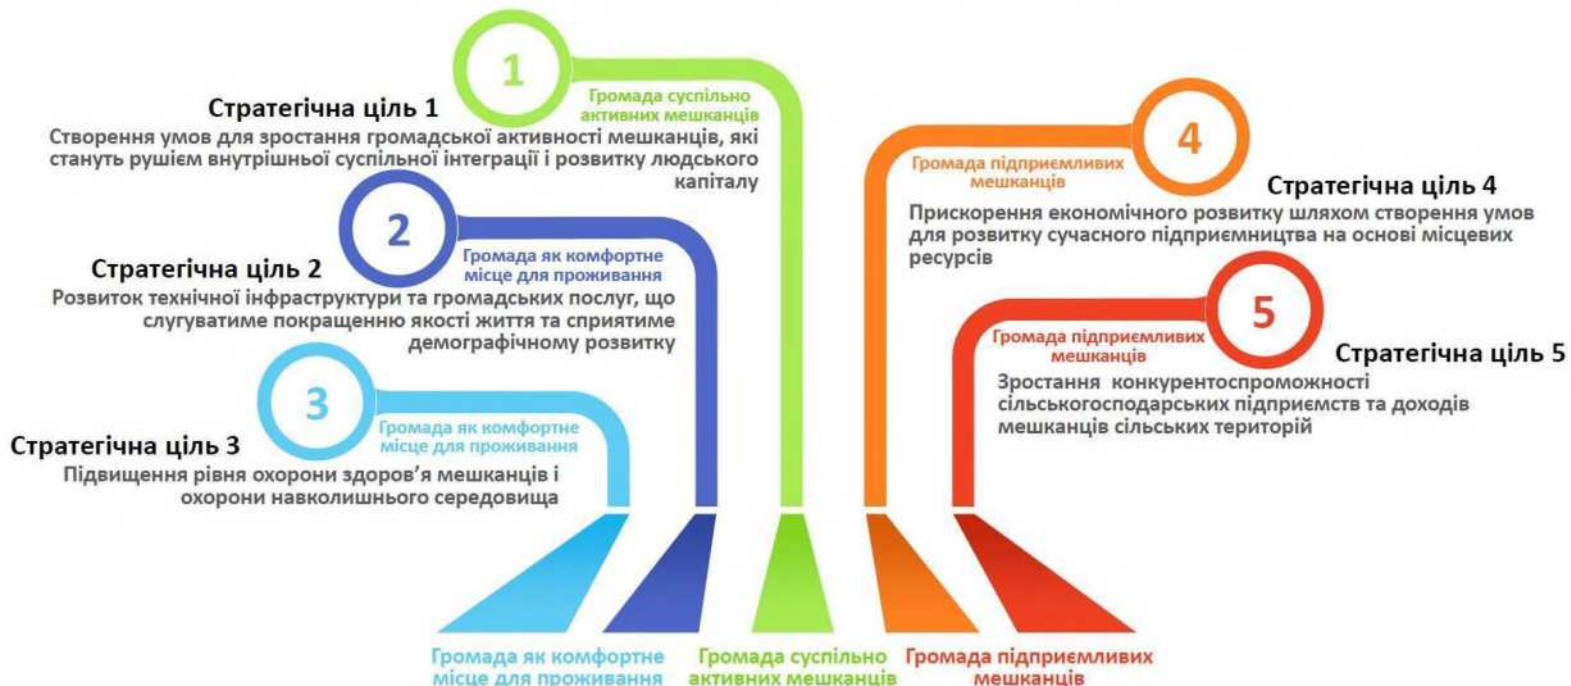 1
Громада суспільно
активних мешканців
Стратегічна ціль 1
Створення умов для зростання громадської активності мешканців, які
стануть рушієм внутрішньої суспільної інтеграції і розвитку людського
капіталу
2
Громада як комфортне
місце для проживання
Стратегічна ціль 2
Розвиток технічної інфраструктури та громадських послуг, що
слугуватиме покращенню якості життя та сприятиме
демографічному розвитку
3
Громада як комфортне
місце для проживання
Стратегічна ціль 3
Підвищення рівня охорони здоров’я мешканців і
охорони навколишнього середовища
4
Громада підприємливих
мешканців
Стратегічна ціль 4
Прискорення економічного розвитку шляхом створення умов
для розвитку сучасного підприємництва на основі місцевих
ресурсів
5
Громада підприємливих
мешканців
Стратегічна ціль 5
Зростання конкурентоспроможності
сільськогосподарських підприємств та доходів
мешканців сільських територій
Громада як комфортне
місце для проживання
Громада суспільно
активних мешканців
Громада підприємливих
мешканців